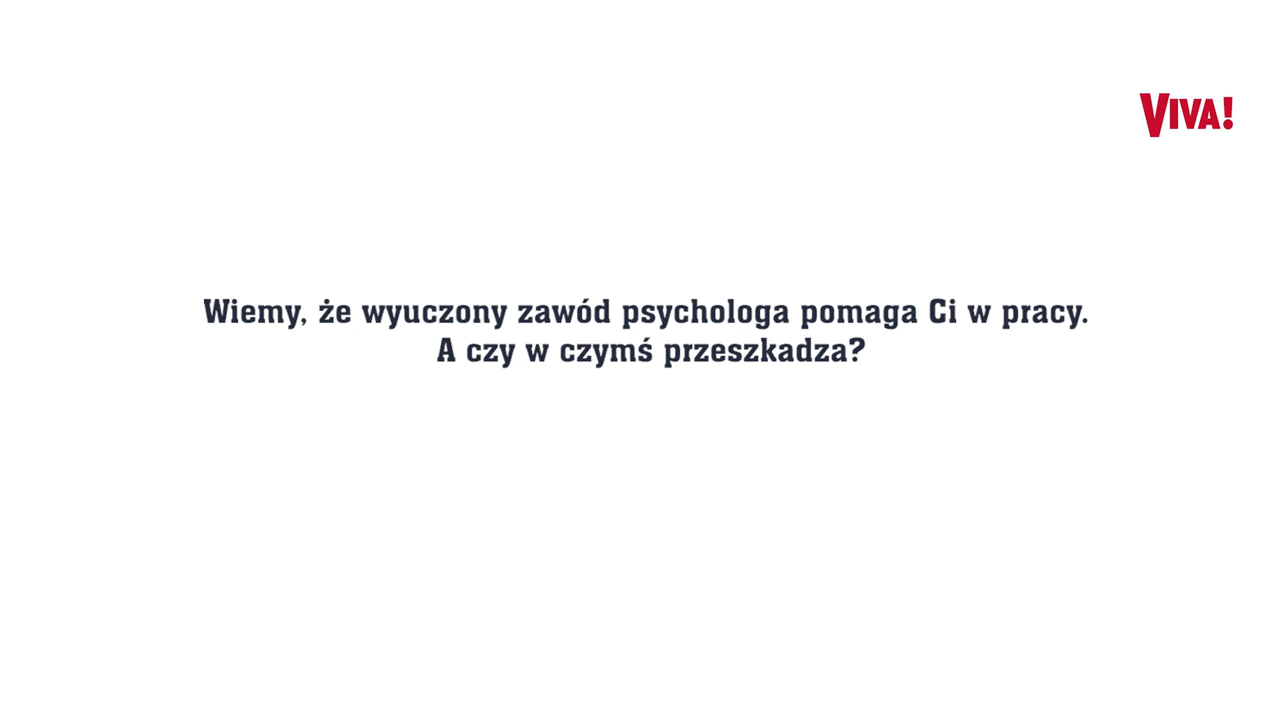 VIVA!
Wiemy, że wyuczony zawód psychologa pomaga Ci w pracy.
A czy w czymś przeszkadza?